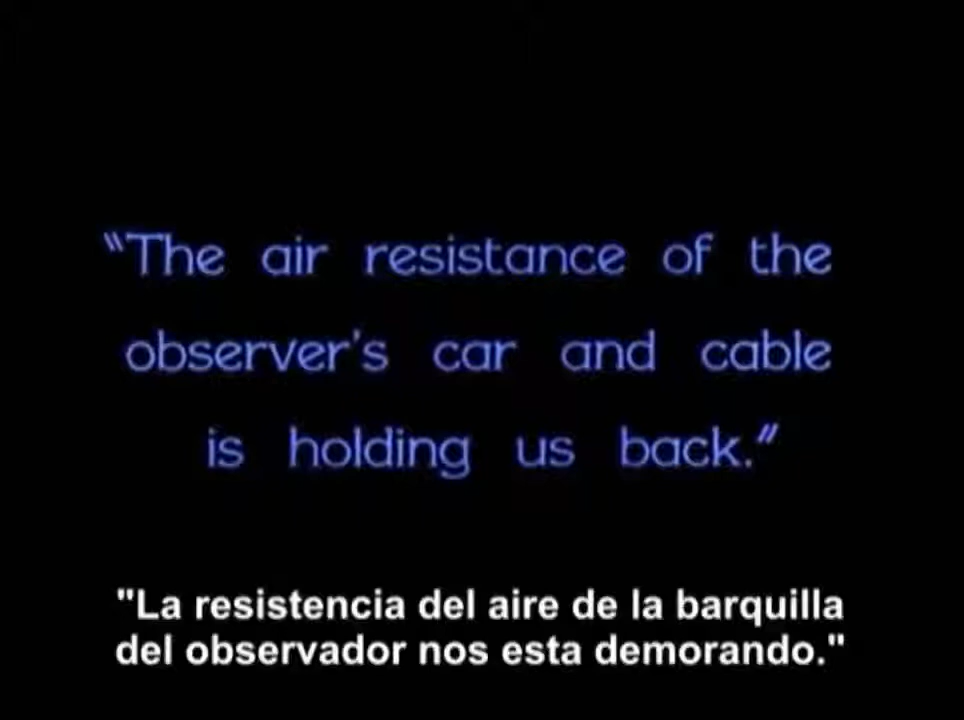 "The air resistance of the
observer's car and cable
is holding us back."
"La resistencia del aire de la barquilla
del observador nos esta demorando."